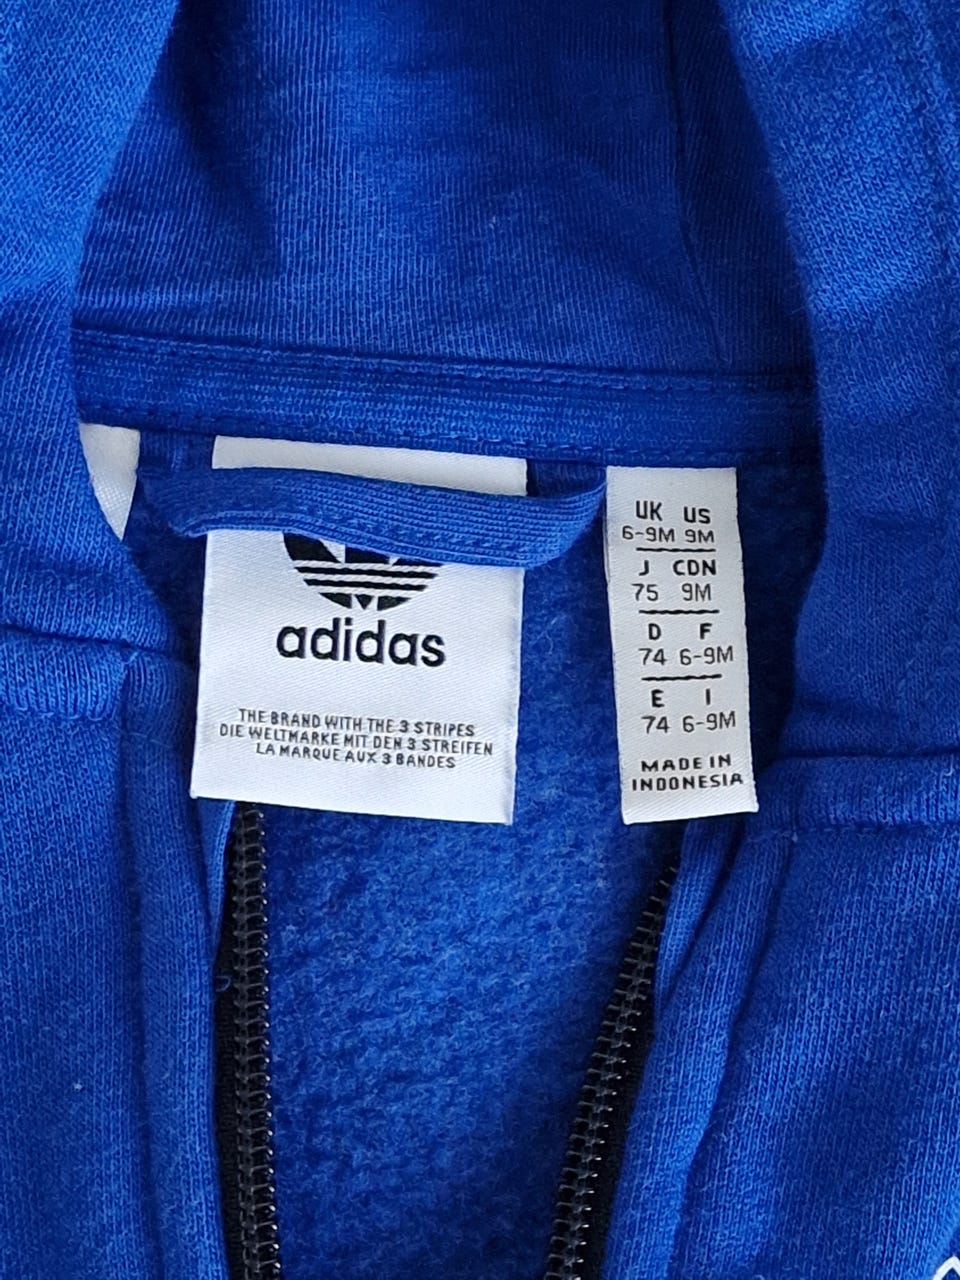 adidas
THE BRAND WITH THE 3 STRIPES
DIE WELTMARKE MIT DEN 3 STREIFEN
LA MARQUE AUX 3 BANDES
UK US
6-9M 9M
J CDN
75 9M
D F
74 6-9M
E I
74 6-9M
MADE IN
INDONESIA